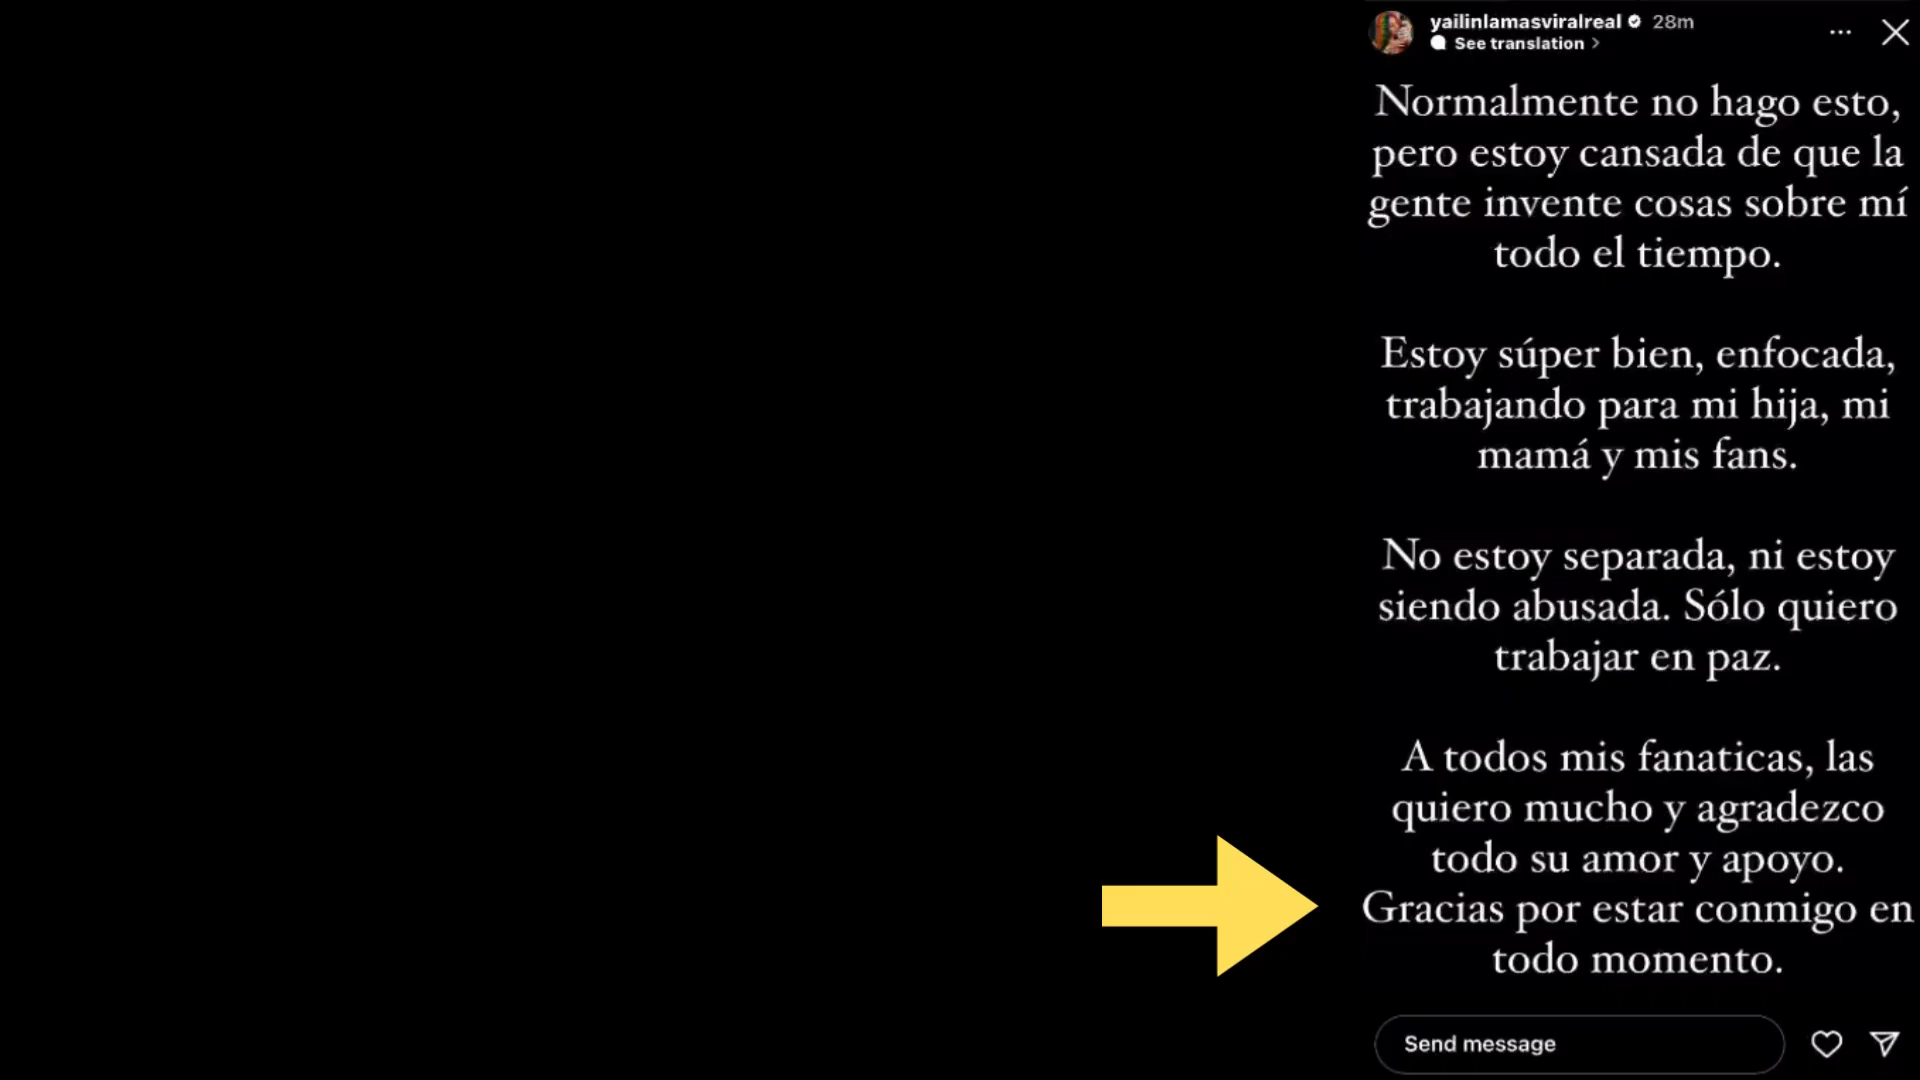 yailinlamasviralreal 28m
See translation
Normalmente no hago esto,
pero estoy cansada de que la
gente invente cosas sobre mí
todo el tiempo.
Estoy súper bien, enfocada,
trabajando para mi hija, mi
mamá y mis fans.
No estoy separada, ni estoy
siendo abusada. Sólo quiero
trabajar en paz.
A todos mis fanaticas, las
quiero mucho y agradezco
todo su amor y apoyo.
Gracias por estar conmigo en
todo momento.
Send message